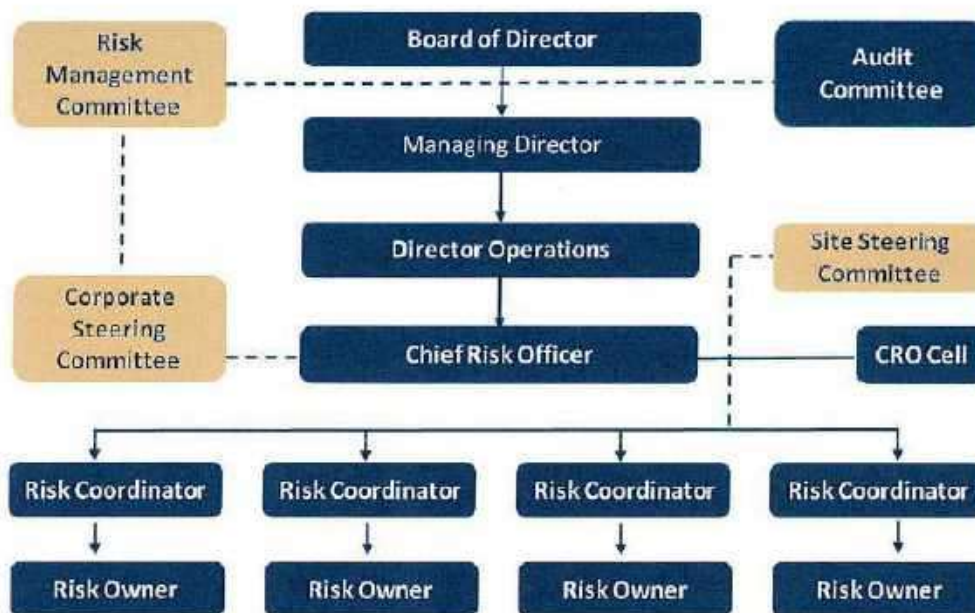 Risk
Management
Committee
Board of Director
Audit
Committee
Managing Director
Director Operations
Site Steering
Committee
Corporate
Steering
Committee
Chief Risk Officer
CRO Cell
Risk Coordinator
Risk Coordinator
Risk Coordinator
Risk Coordinator
Risk Owner
Risk Owner
Risk Owner
Risk Owner